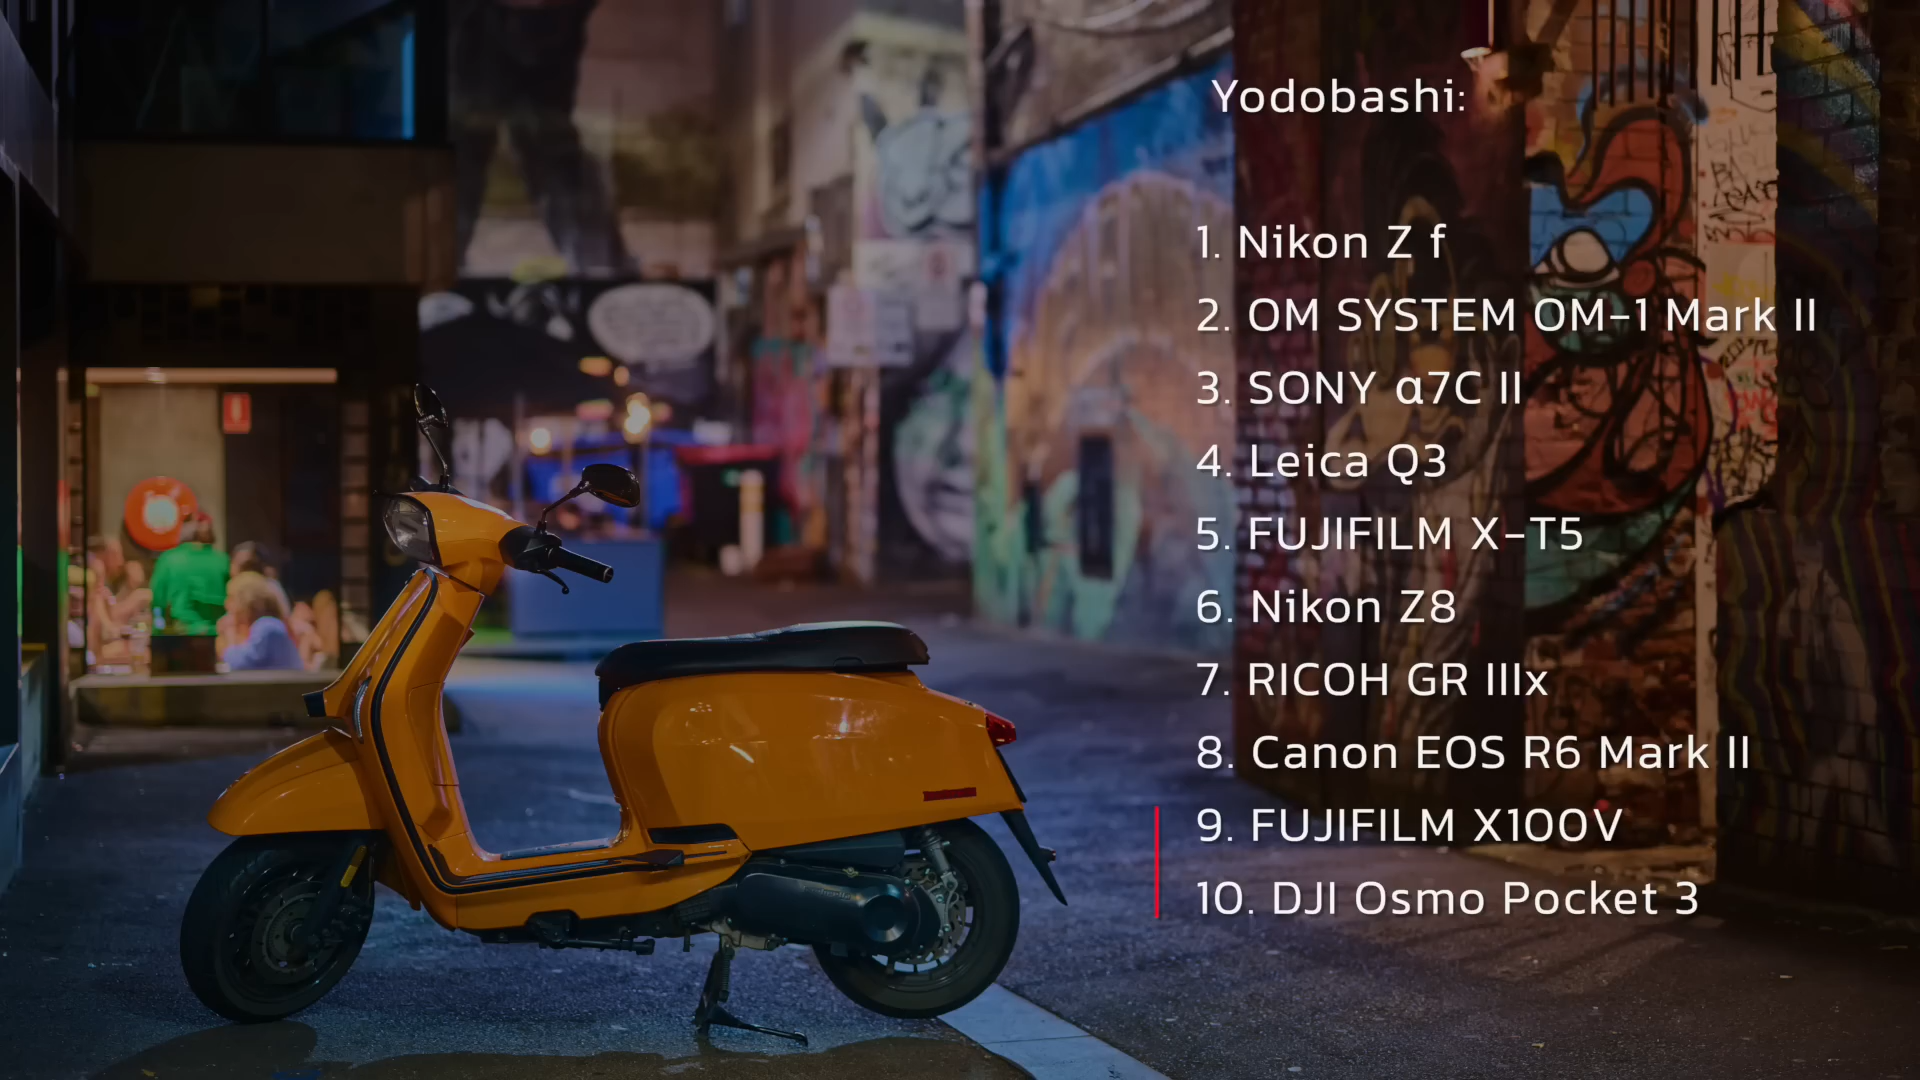 Yodobashi:
1. Nikon Z f
2. OM SYSTEM OM-1 Mark II
3. SONY α7C II
4. Leica Q3
5. FUJIFILM X-T5
6. Nikon Z8
7. RICOH GR IIIx
8. Canon EOS R6 Mark II
9. FUJIFILM X100V
10. DJI Osmo Pocket 3